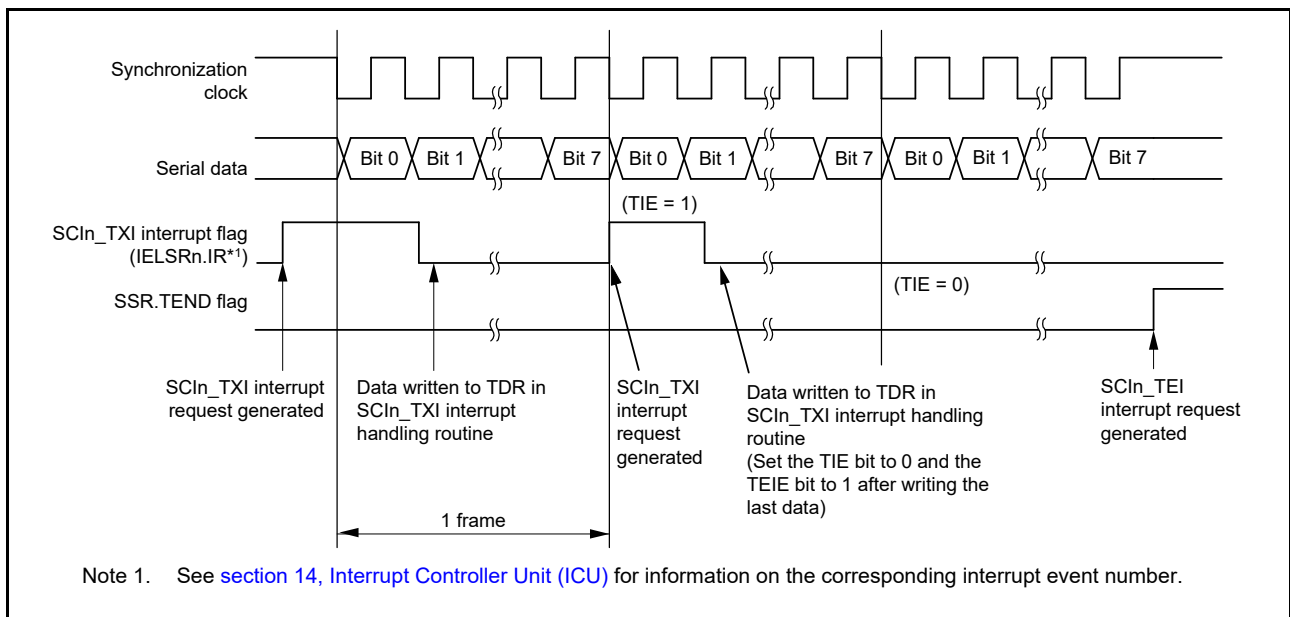 Synchronization
clock
Serial data
Bit 0 Bit 1 Bit 7 Bit 0 Bit 1 Bit 7 Bit 0 Bit 1 Bit 7
(TIE = 1)
SCIn_TXI interrupt flag
(IELSRn.IR*1)
(TIE = 0)
SSR.TEND flag
SCIn_TXI interrupt
request generated
Data written to TDR in
SCIn_TXI interrupt
handling routine
SCIn_TXI
interrupt
request
generated
Data written to TDR in
SCIn_TXI interrupt handling
routine
(Set the TIE bit to 0 and the
TEIE bit to 1 after writing the
last data)
SCIn_TEI
interrupt request
generated
1 frame
Note 1. See section 14, Interrupt Controller Unit (ICU) for information on the corresponding interrupt event number.